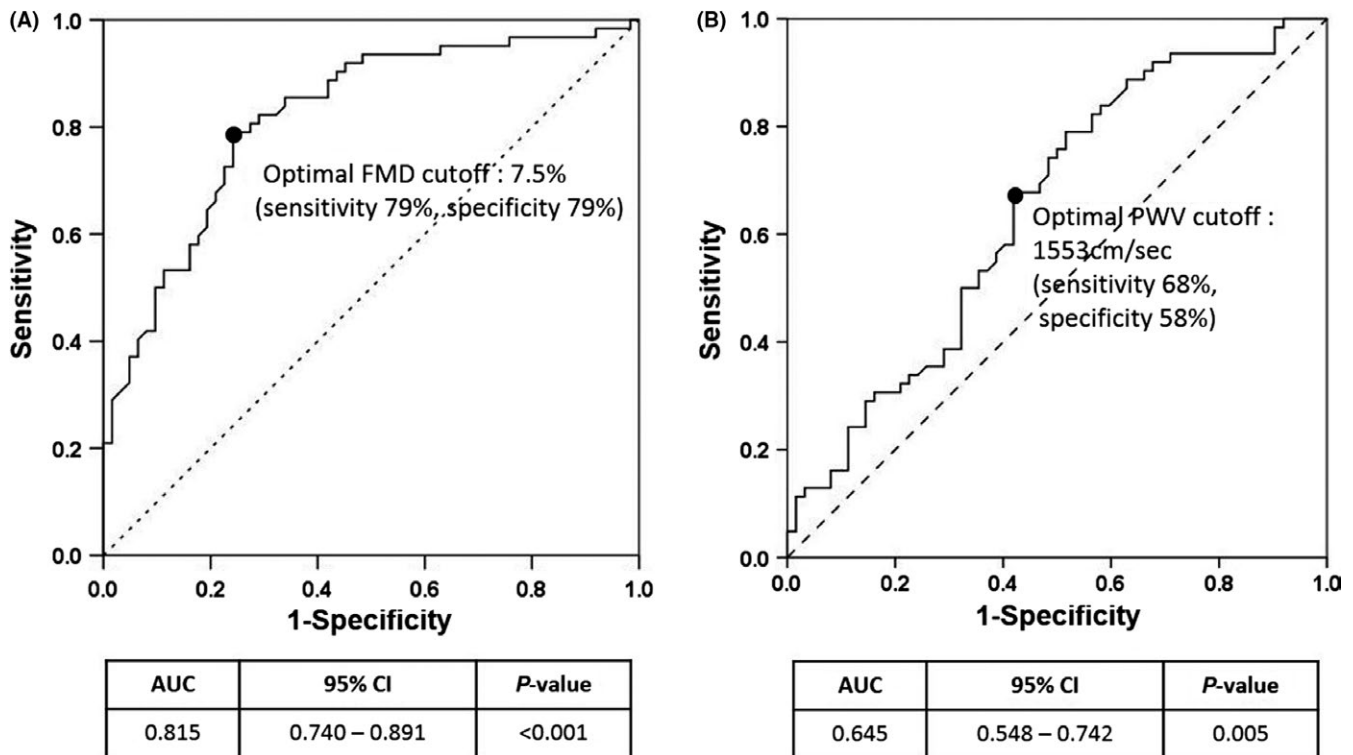 (A)
1.0
0.8
0.6
0.4
0.2
0.0
Sensitivity
Optimal FMD cutoff : 7.5%
(sensitivity 79%, specificity 79%)
0.0 0.2 0.4 0.6 0.8 1.0
1-Specificity
AUC 95% CI P-value
0.815 0.740 – 0.891 <0.001
(B)
1.0
0.8
0.6
0.4
0.2
0.0
Sensitivity
Optimal PWV cutoff :
1553cm/sec
(sensitivity 68%,
specificity 58%)
0.0 0.2 0.4 0.6 0.8 1.0
1-Specificity
AUC 95% CI P-value
0.645 0.548 – 0.742 0.005